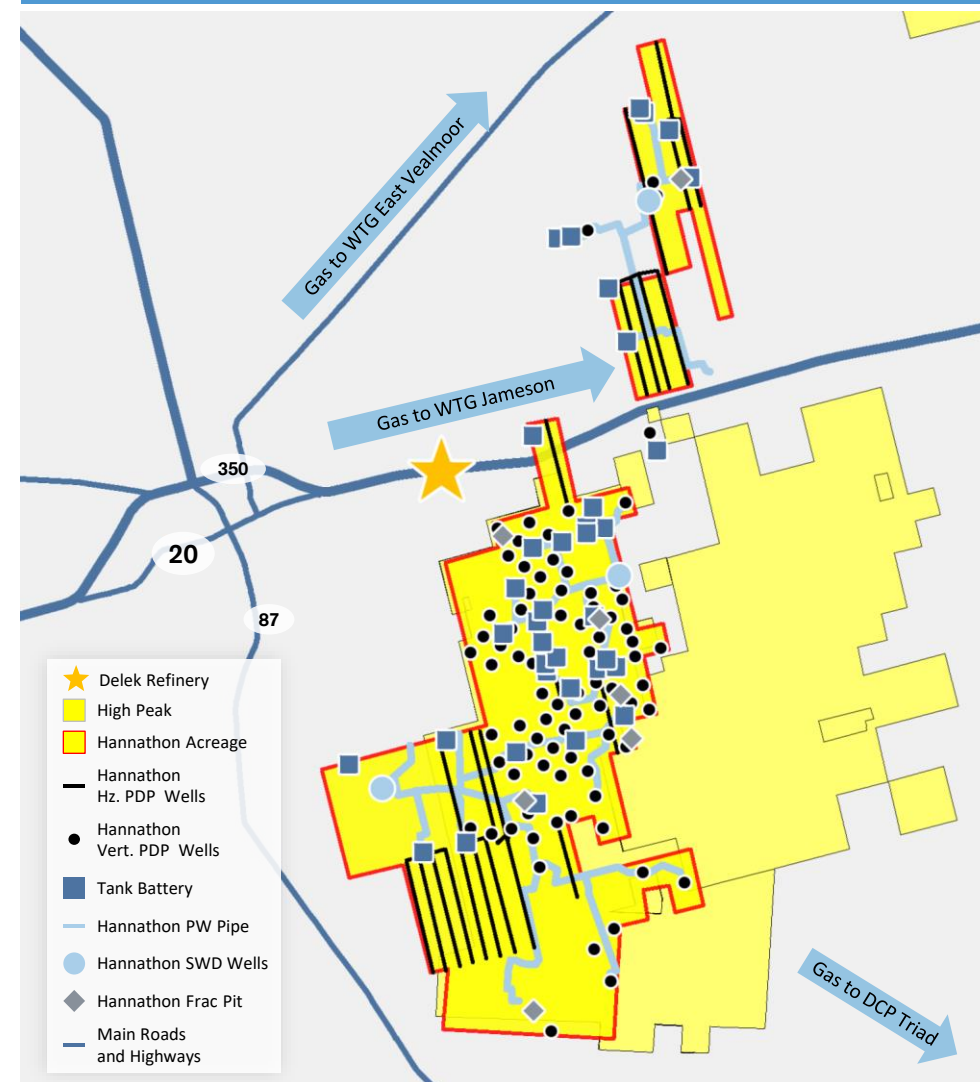 Gas to WTG East Vealmoor
Gas to WTG Jameson
350
20
87
Delek Refinery
High Peak
Hannathon Acreage
Hannathon
Hz. PDP Wells
Hannathon
Vert. PDP Wells
Tank Battery
Hannathon PW Pipe
Hannathon SWD Wells
Hannathon Frac Pit
Main Roads
and Highways
Gas to DCP Triad